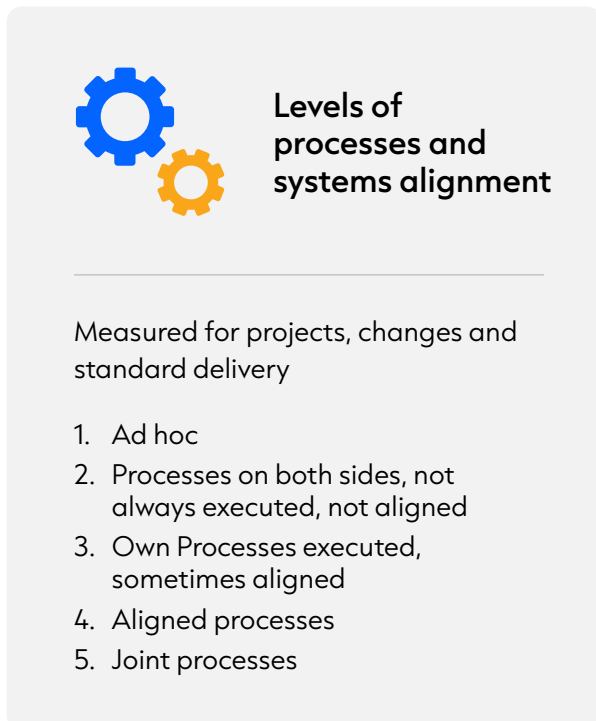 Levels of
processes and
systems alignment
Measured for projects, changes and
standard delivery
1. Ad hoc
2. Processes on both sides, not
always executed, not aligned
3. Own Processes executed,
sometimes aligned
4. Aligned processes
5. Joint processes